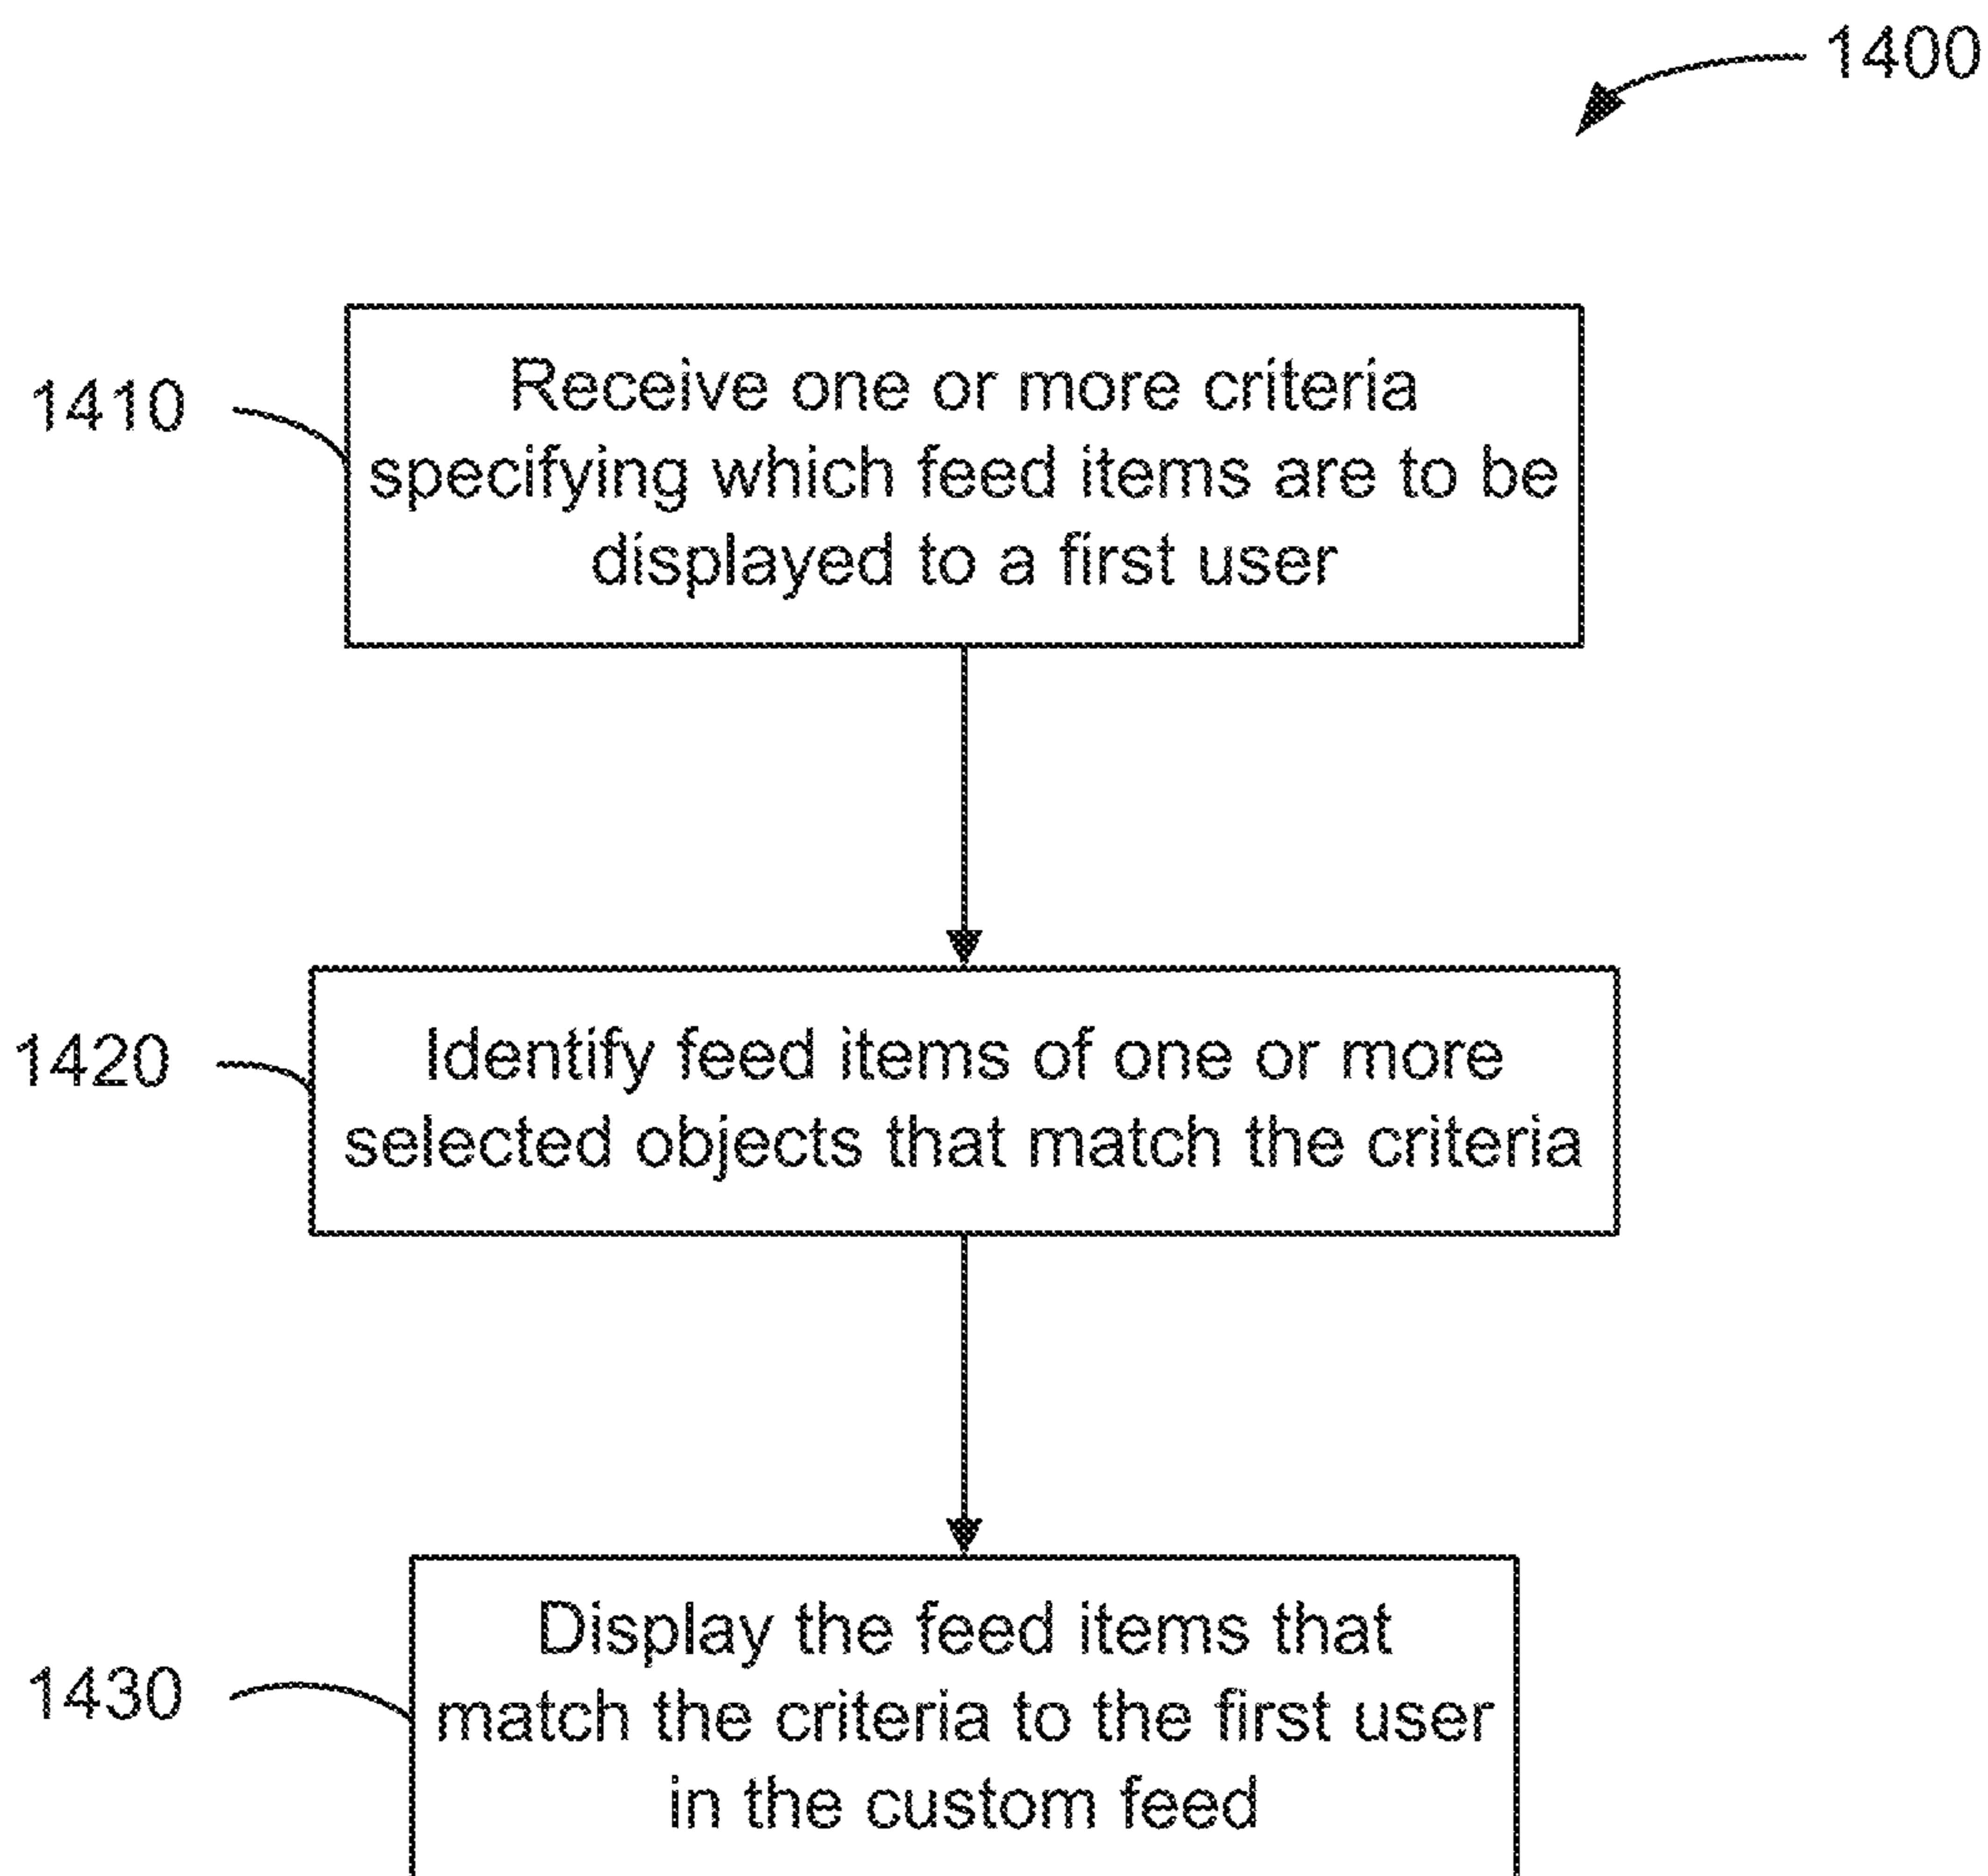 1400
1410
Receive one or more criteria
specifying which feed items are to be
displayed to a first user
1420
Identify feed items of one or more
selected objects that match the criteria
1430
Display the feed items that
match the criteria to the first user
in the custom feed